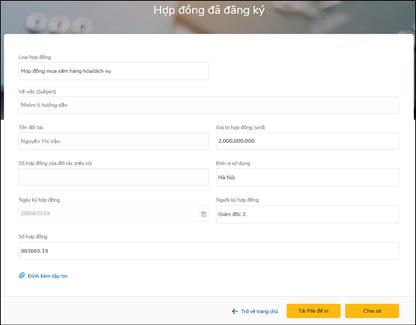 Hợp đồng đã đăng ký
Loại hợp đồng
Hợp đồng mua sắm hàng hóa/dịch vụ
Về việc (Subject)
Nhóm 5 hướng dẫn
Tên đối tác
Giá trị hợp đồng (vnđ)
Nguyễn Thị Vân
2,000,000,000
Số hợp đồng của đối tác (nếu có)
Đơn vị sử dụng
Hà Nội
Ngày ký hợp đồng
Người ký hợp đồng
28/06/2019
Giám đốc 2
Số hợp đồng
983665.19
Đính kèm tập tin
Trở về trang chủ
Tải File để in
Chia sẻ